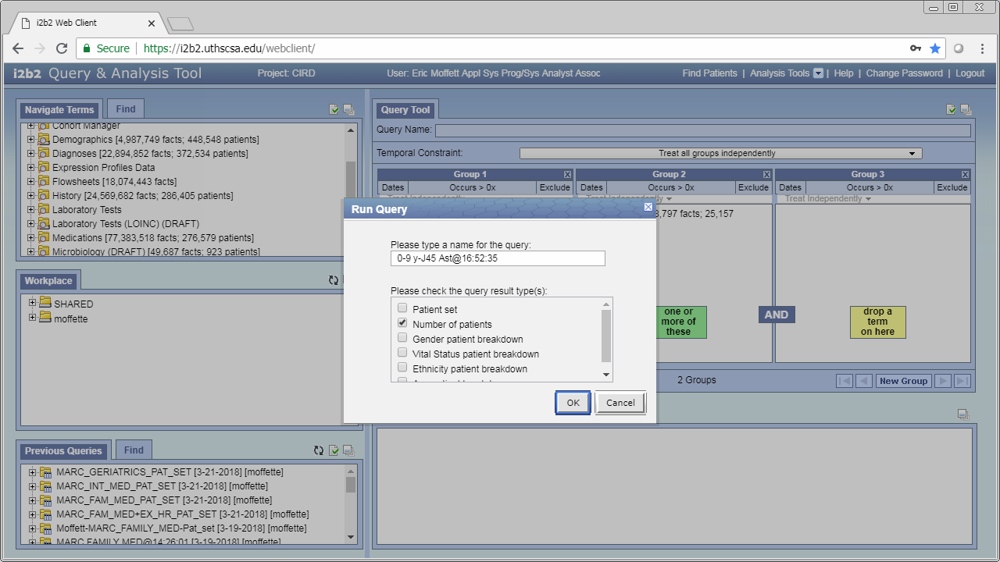 i2b2 Web Client
Secure https://i2b2.uthscsa.edu/webclient/
i2b2 Query & Analysis Tool
Project: CIRD
User: Eric Moffett Appl Sys Prog/Sys Analyst Assoc
Find Patients | Analysis Tools | Help | Change Password | Logout
Navigate Terms
Find
Cohort Manager
Demographics [4,987,749 facts; 448,548 patients]
Diagnoses [22,894,852 facts; 372,534 patients]
Expression Profiles Data
Flowsheets [18,074,443 facts]
History [24,569,682 facts; 286,405 patients]
Laboratory Tests
Laboratory Tests (LOINC) (DRAFT)
Medications [77,383,518 facts; 276,579 patients]
Microbiology (DRAFT) [49,687 facts; 923 patients]
Workplace
SHARED
moffette
Previous Queries
Find
MARC_GERIATRICS_PAT_SET [3-21-2018] [moffette]
MARC_INT_MED_PAT_SET [3-21-2018] [moffette]
MARC_FAM_MED_PAT_SET [3-21-2018] [moffette]
MARC_FAM_MED+EX_HR_PAT_SET [3-21-2018] [moffette]
Moffett-MARC_FAMILY_MED-Pat_set [3-19-2018] [moffette]
MARC FAMILY MED@14:26:01 [3-19-2018] [moffette]
Query Tool
Query Name:
Temporal Constraint:
Treat all groups independently
Group 1
Group 2
Group 3
Dates
Occurs > 0x
Exclude
Dates
Occurs > 0x
Exclude
Dates
Occurs > 0x
Exclude
Treat Independently
Treat Independently
Treat Independently
,797 facts; 25,157
one or
more of
these
AND
drop a
term
on here
2 Groups
New Group
Run Query
Please type a name for the query:
0-9 y-J45 Ast@16:52:35
Please check the query result type(s):
Patient set
Number of patients
Gender patient breakdown
Vital Status patient breakdown
Ethnicity patient breakdown
OK
Cancel